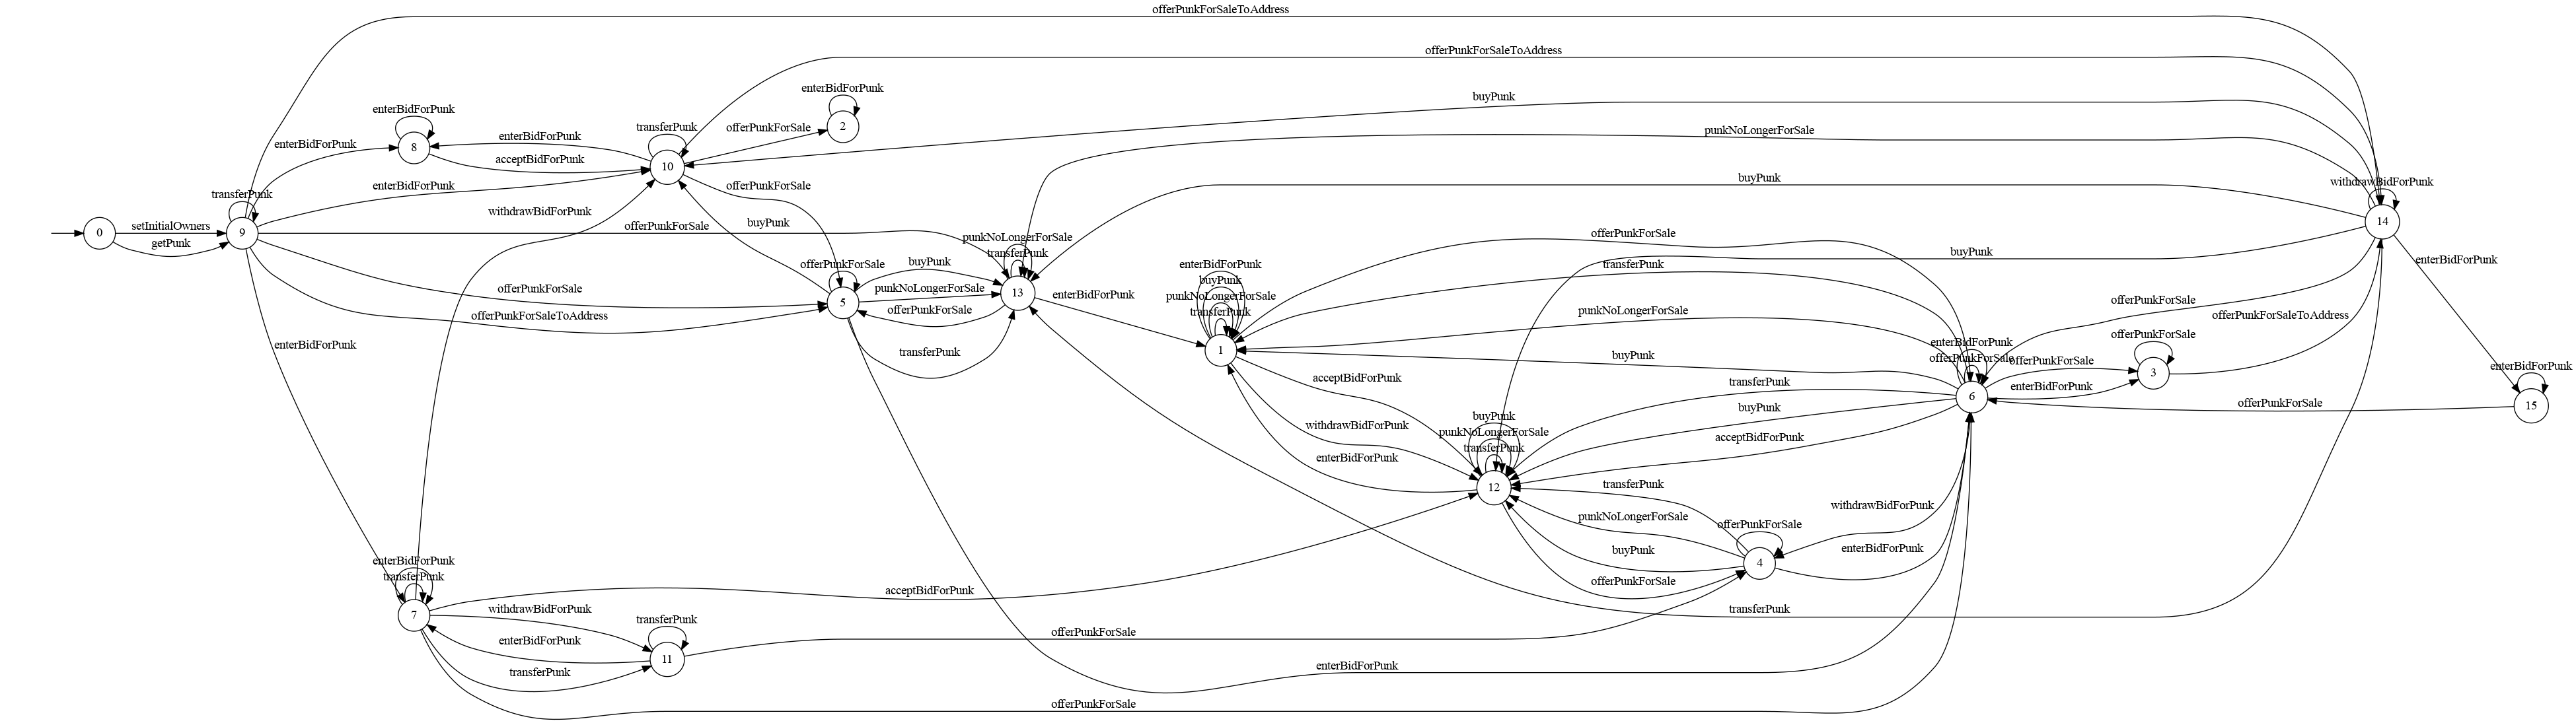 offerPunkForSaleToAddress
offerPunkForSaleToAddress
enterBidForPunk
buyPunk
enterBidForPunk
transferPunk
offerPunkForSale
2
punkNoLongerForSale
enterBidForPunk
enterBidForPunk
8
10
acceptBidForPunk
buyPunk
transferPunk
enterBidForPunk
offerPunkForSale
withdrawBidForPunk
0
setInitialOwners
getPunk
9
withdrawBidForPunk
offerPunkForSale
buyPunk
14
offerPunkForSale
punkNoLongerForSale
transferPunk
offerPunkForSale
buyPunk
buyPunk
enterBidForPunk
transferPunk
enterBidForPunk
buyPunk
punkNoLongerForSale
transferPunk
offerPunkForSale
5
punkNoLongerForSale
13
enterBidForPunk
offerPunkForSale
offerPunkForSale
offerPunkForSaleToAddress
punkNoLongerForSale
offerPunkForSaleToAddress
enterBidForPunk
transferPunk
1
buyPunk
enterBidForPunk
offerPunkForSale
offerPunkForSale
offerPunkForSale
3
enterBidForPunk
enterBidForPunk
acceptBidForPunk
transferPunk
6
15
offerPunkForSale
buyPunk
withdrawBidForPunk
buyPunk
punkNoLongerForSale
transferPunk
acceptBidForPunk
enterBidForPunk
12
transferPunk
withdrawBidForPunk
punkNoLongerForSale
offerPunkForSale
buyPunk
enterBidForPunk
4
enterBidForPunk
transferPunk
7
acceptBidForPunk
offerPunkForSale
withdrawBidForPunk
transferPunk
transferPunk
enterBidForPunk
11
offerPunkForSale
transferPunk
enterBidForPunk
offerPunkForSale